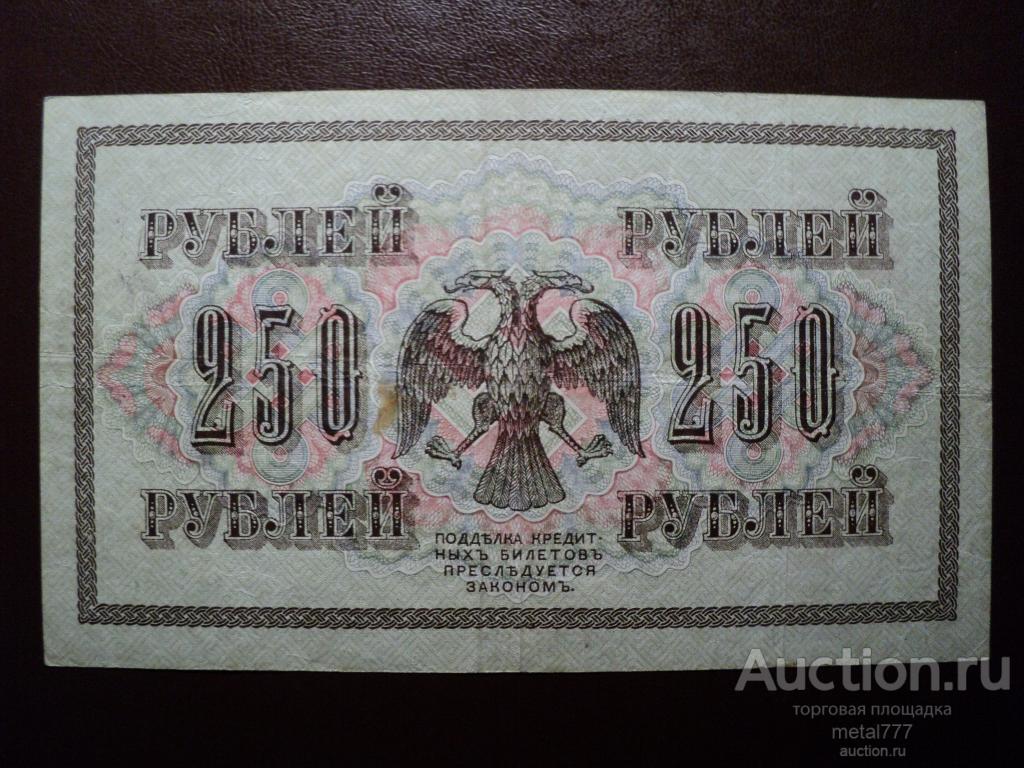 РУБЛЕЙ РУБЛЕЙ
250 250
РУБЛЕЙ РУБЛЕЙ
ПОДДѢЛКА КРЕДИТ-
НЫХЪ БИЛЕТОВЪ
ПРЕСЛѢДУЕТСЯ
ЗАКОНОМЪ.
Auction.ru
торговая площадка
metal777
auction.ru